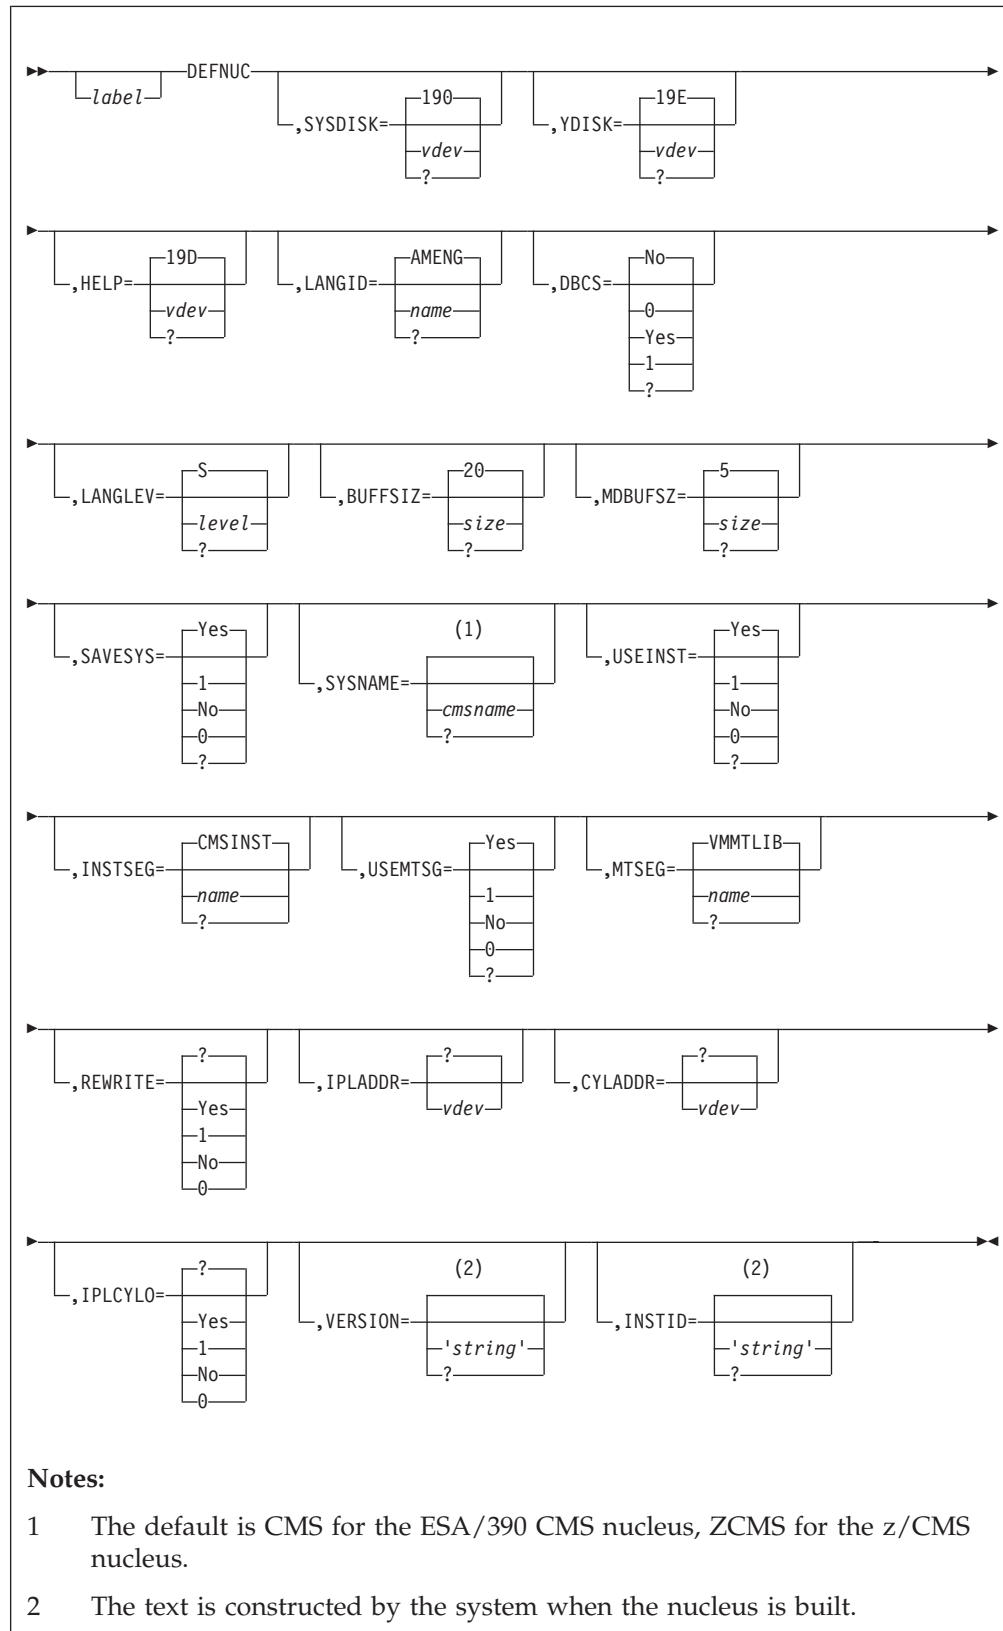 DEFNUC
label
,SYSDISK=
190
vdev
?
,YDISK=
19E
vdev
?
,HELP=
19D
vdev
?
,LANGID=
AMENG
name
?
,DBCS=
No
0
Yes
1
?
,LANGLEV=
S
level
?
,BUFFSIZ=
20
size
?
,MDBUFSZ=
5
size
?
,SAVESYS=
Yes
1
No
0
?
,SYSNAME=
(1)
cmsname
?
,USEINST=
Yes
1
No
0
?
,INSTSEG=
CMSINST
name
?
,USEMTSG=
Yes
1
No
0
?
,MTSEG=
VMMTLIB
name
?
,REWRITE=
?
Yes
1
No
0
,IPLADDR=
?
vdev
,CYLADDR=
?
vdev
,IPLCYLO=
?
Yes
1
No
0
,VERSION=
(2)
'string'
?
,INSTID=
(2)
'string'
?
Notes:
1 The default is CMS for the ESA/390 CMS nucleus, ZCMS for the z/CMS
nucleus.
2 The text is constructed by the system when the nucleus is built.